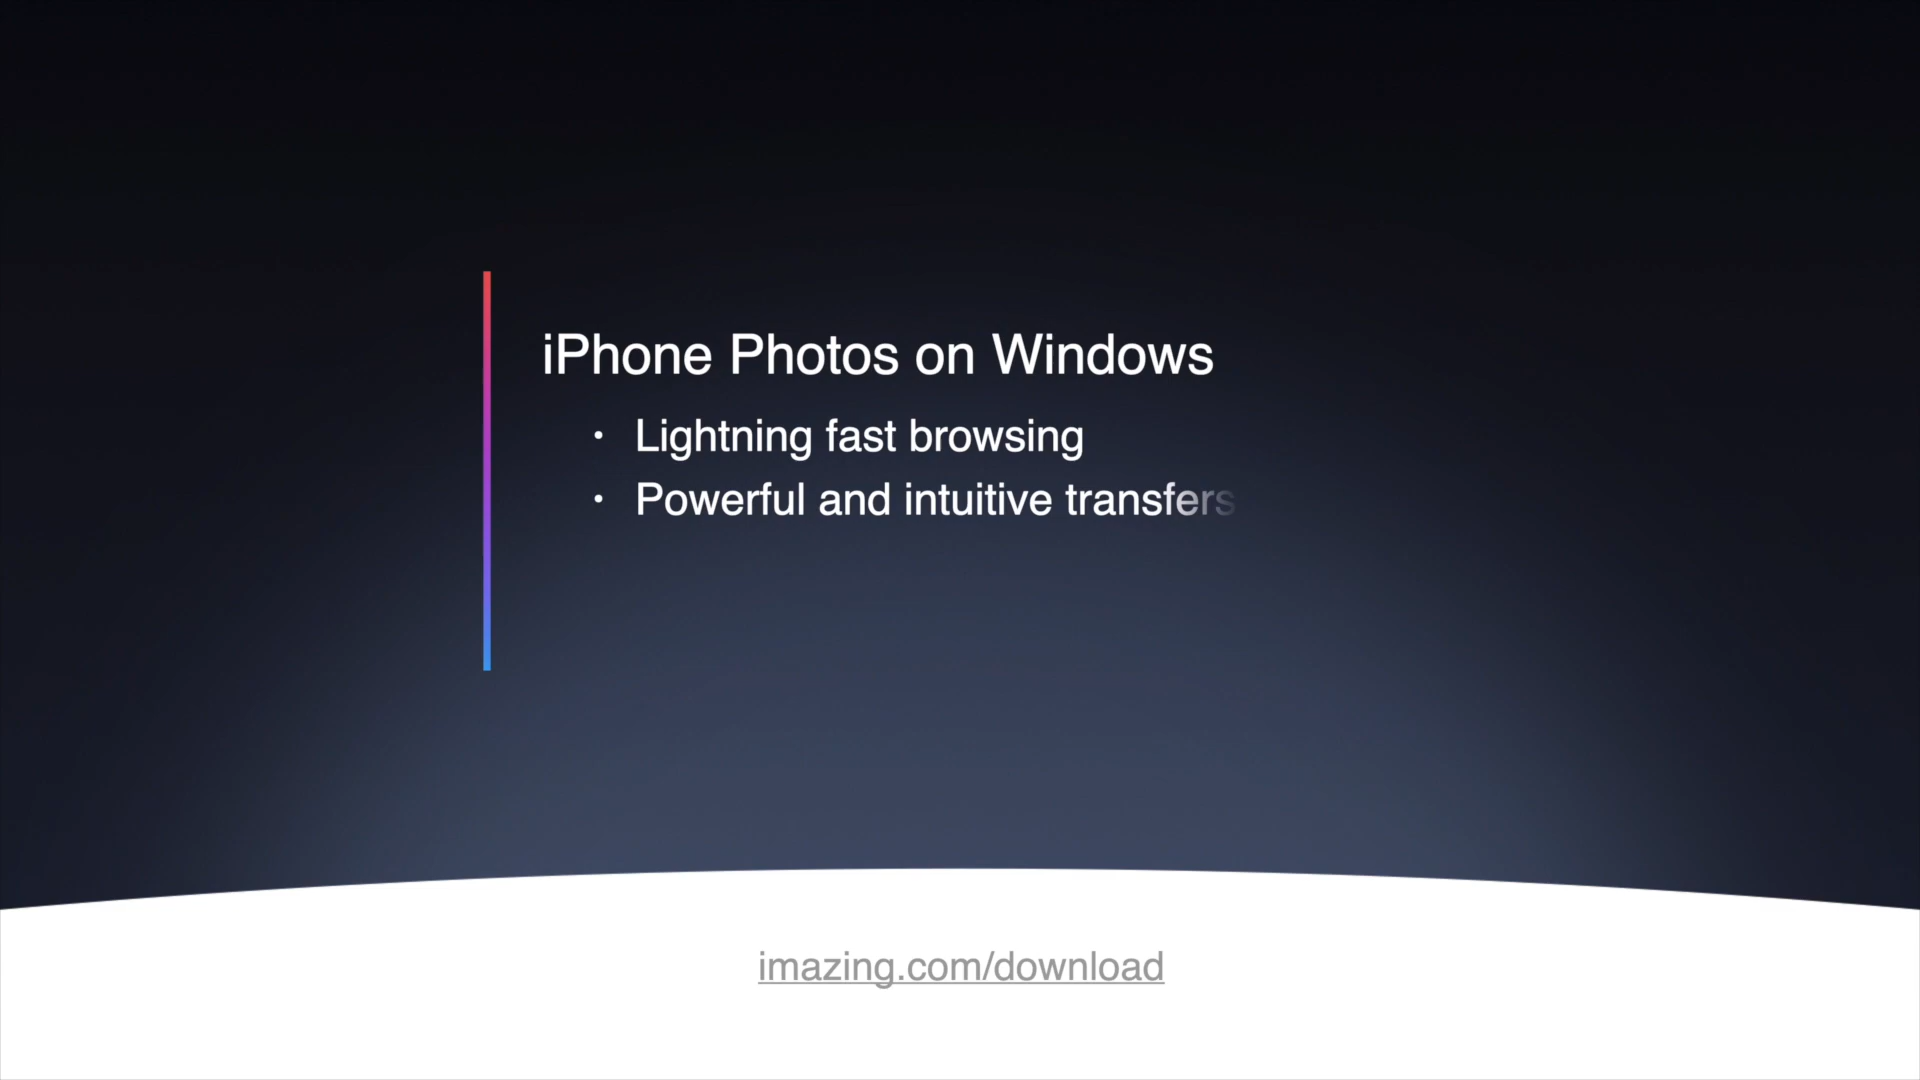 iPhone Photos on Windows
• Lightning fast browsing
• Powerful and intuitive transfers
imazing.com/download